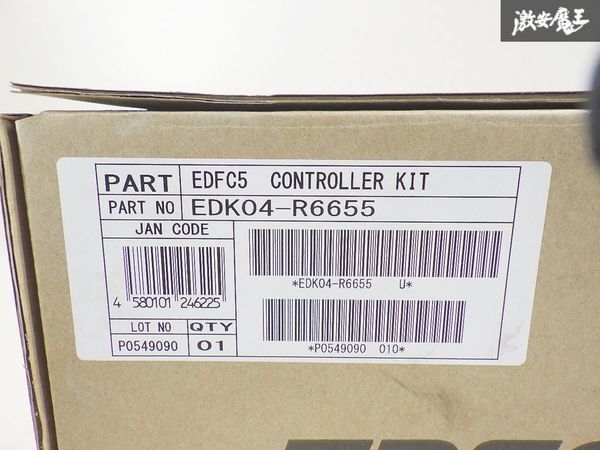 激安魔王
PART EDFC5 CONTROLLER KIT
PART NO EDK04-R6655
JAN CODE
4 580101 246225
*EDK04-R6655 U*
LOT NO QTY
P0549090 01
*P0549090 010*